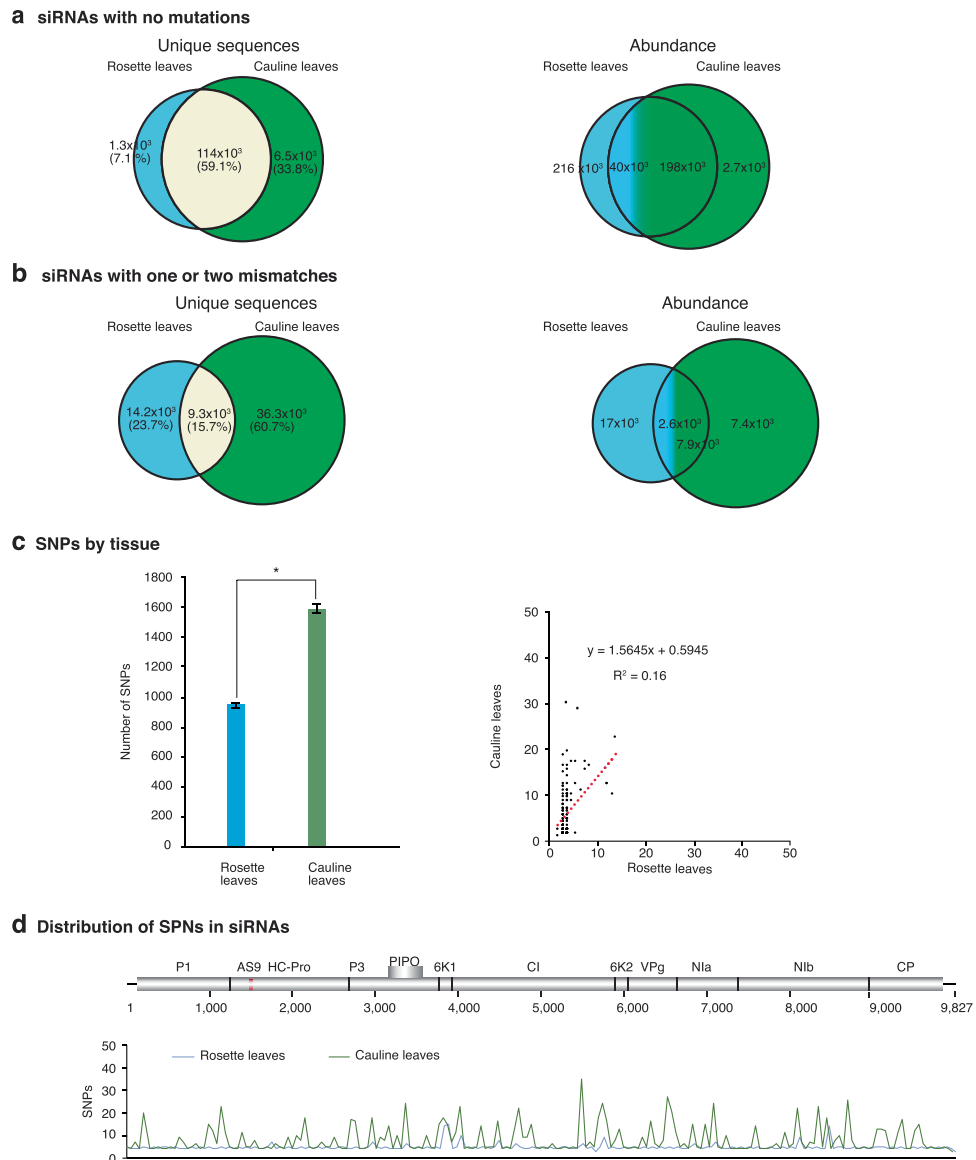 a siRNAs with no mutations
Unique sequences
Rosette leaves Cauline leaves
1.3x10³
(7.1%)
114x10³
(59.1%)
6.5x10³
(33.8%)
Abundance
Rosette leaves Cauline leaves
216 x10³ 40x10³ 198x10³ 2.7x10³
b siRNAs with one or two mismatches
Unique sequences
Rosette leaves Cauline leaves
14.2x10³
(23.7%)
9.3x10³
(15.7%)
36.3x10³
(60.7%)
Abundance
Rosette leaves Cauline leaves
17x10³ 2.6x10³ 7.4x10³
7.9x10³
c SNPs by tissue
Number of SNPs
1800
1600
1400
1200
1000
800
600
400
200
0
*
Rosette
leaves
Cauline
leaves
Cauline leaves
50
40
30
20
10
0
y = 1.5645x + 0.5945
R² = 0.16
0 10 20 30 40 50
Rosette leaves
d Distribution of SPNs in siRNAs
P1 AS9 HC-Pro P3 PIPO 6K1 CI 6K2 VPg NIa NIb CP
1 1,000 2,000 3,000 4,000 5,000 6,000 7,000 8,000 9,000 9,827
SNPs
50
40
30
20
10
0
Rosette leaves Cauline leaves